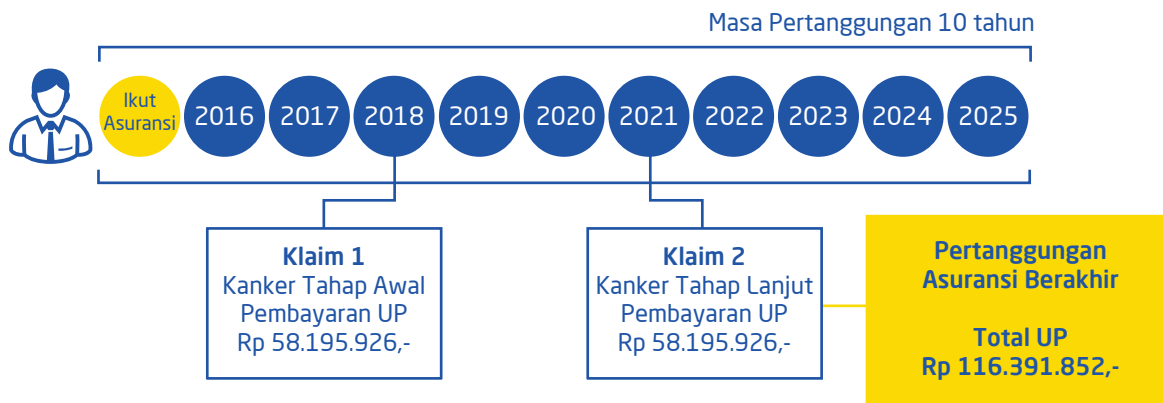 Masa Pertanggungan 10 tahun
Ikut
Asuransi
2016
2017
2018
2019
2020
2021
2022
2023
2024
2025
Klaim 1
Kanker Tahap Awal
Pembayaran UP
Rp 58.195.926,-
Klaim 2
Kanker Tahap Lanjut
Pembayaran UP
Rp 58.195.926,-
Pertanggungan
Asuransi Berakhir
Total UP
Rp 116.391.852,-